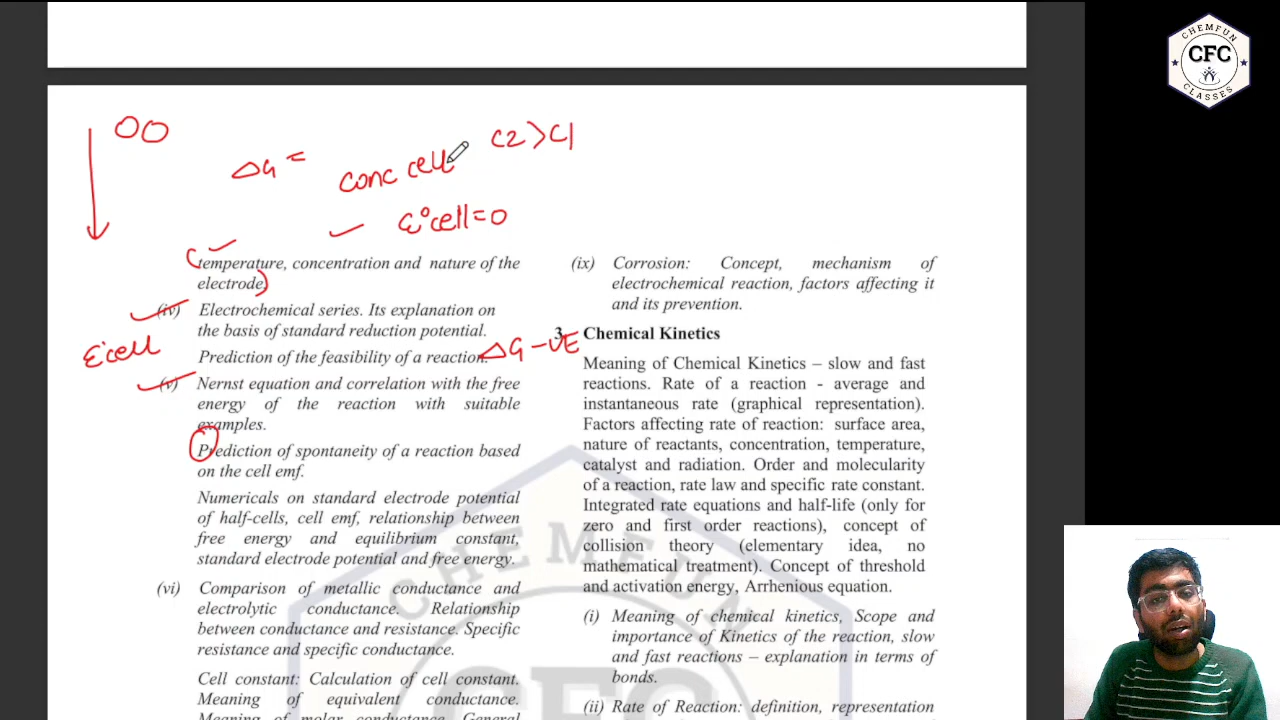 CHEMFUN
CFC
CLASSES
ΔG =
conc cell
C2 > C1
E°cell = 0
temperature, concentration and nature of the
electrode.
(iv) Electrochemical series. Its explanation on
the basis of standard reduction potential.
E°cell
Prediction of the feasibility of a reaction.
ΔG -VE
(v) Nernst equation and correlation with the free
energy of the reaction with suitable
examples.
Prediction of spontaneity of a reaction based
on the cell emf.
Numericals on standard electrode potential
of half-cells, cell emf, relationship between
free energy and equilibrium constant,
standard electrode potential and free energy.
(vi) Comparison of metallic conductance and
electrolytic conductance. Relationship
between conductance and resistance. Specific
resistance and specific conductance.
Cell constant: Calculation of cell constant.
Meaning of equivalent conductance.
Meaning of molar conductance. General
(ix) Corrosion: Concept, mechanism of
electrochemical reaction, factors affecting it
and its prevention.
3. Chemical Kinetics
Meaning of Chemical Kinetics – slow and fast
reactions. Rate of a reaction - average and
instantaneous rate (graphical representation).
Factors affecting rate of reaction: surface area,
nature of reactants, concentration, temperature,
catalyst and radiation. Order and molecularity
of a reaction, rate law and specific rate constant.
Integrated rate equations and half-life (only for
zero and first order reactions), concept of
collision theory (elementary idea, no
mathematical treatment). Concept of threshold
and activation energy, Arrhenious equation.
(i) Meaning of chemical kinetics, Scope and
importance of Kinetics of the reaction, slow
and fast reactions – explanation in terms of
bonds.
(ii) Rate of Reaction: definition, representation
CHEMFUN
CFC